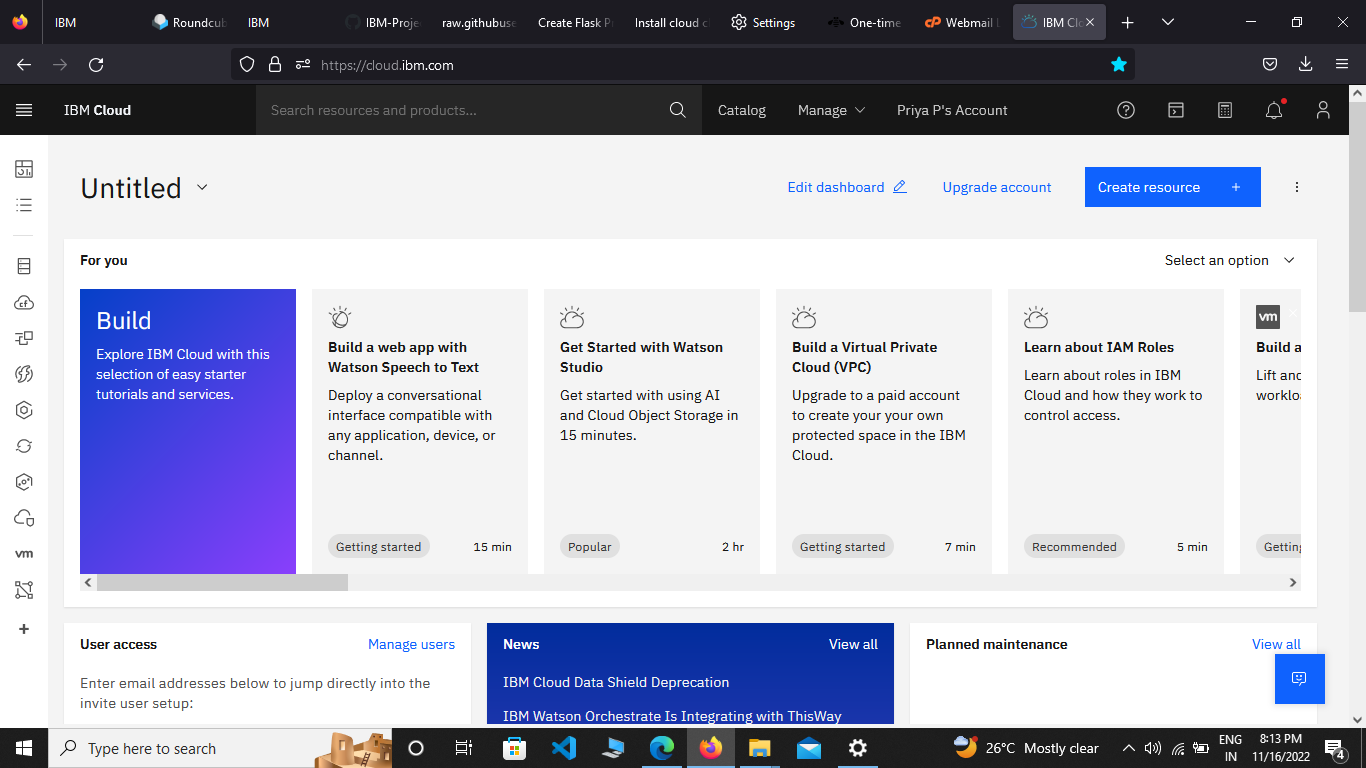 IBM
Roundcub
IBM
IBM-Proje
raw.githubuse
Create Flask P
Install cloud c
Settings
One-time
Webmail L
IBM Clo
https://cloud.ibm.com
IBM Cloud
Search resources and products...
Catalog
Manage
Priya P's Account
Untitled
Edit dashboard
Upgrade account
Create resource +
For you
Select an option
Build
Explore IBM Cloud with this
selection of easy starter
tutorials and services.
Build a web app with
Watson Speech to Text
Deploy a conversational
interface compatible with
any application, device, or
channel.
Getting started
15 min
Get Started with Watson
Studio
Get started with using AI
and Cloud Object Storage in
15 minutes.
Popular
2 hr
Build a Virtual Private
Cloud (VPC)
Upgrade to a paid account
to create your your own
protected space in the IBM
Cloud.
Getting started
7 min
Learn about IAM Roles
Learn about roles in IBM
Cloud and how they work to
control access.
Recommended
5 min
vm
Build a
Lift and
worklo
Getting
cf
vm
User access
Manage users
Enter email addresses below to jump directly into the
invite user setup:
News
View all
IBM Cloud Data Shield Deprecation
IBM Watson Orchestrate Is Integrating with ThisWay
Planned maintenance
View all
Type here to search
26°C Mostly clear
ENG
IN
8:13 PM
11/16/2022
4